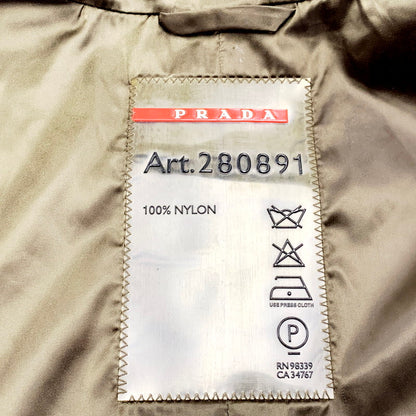 PRADA
Art.280891
100% NYLON
USE PRESS CLOTH
P
RN 98339
CA 34767